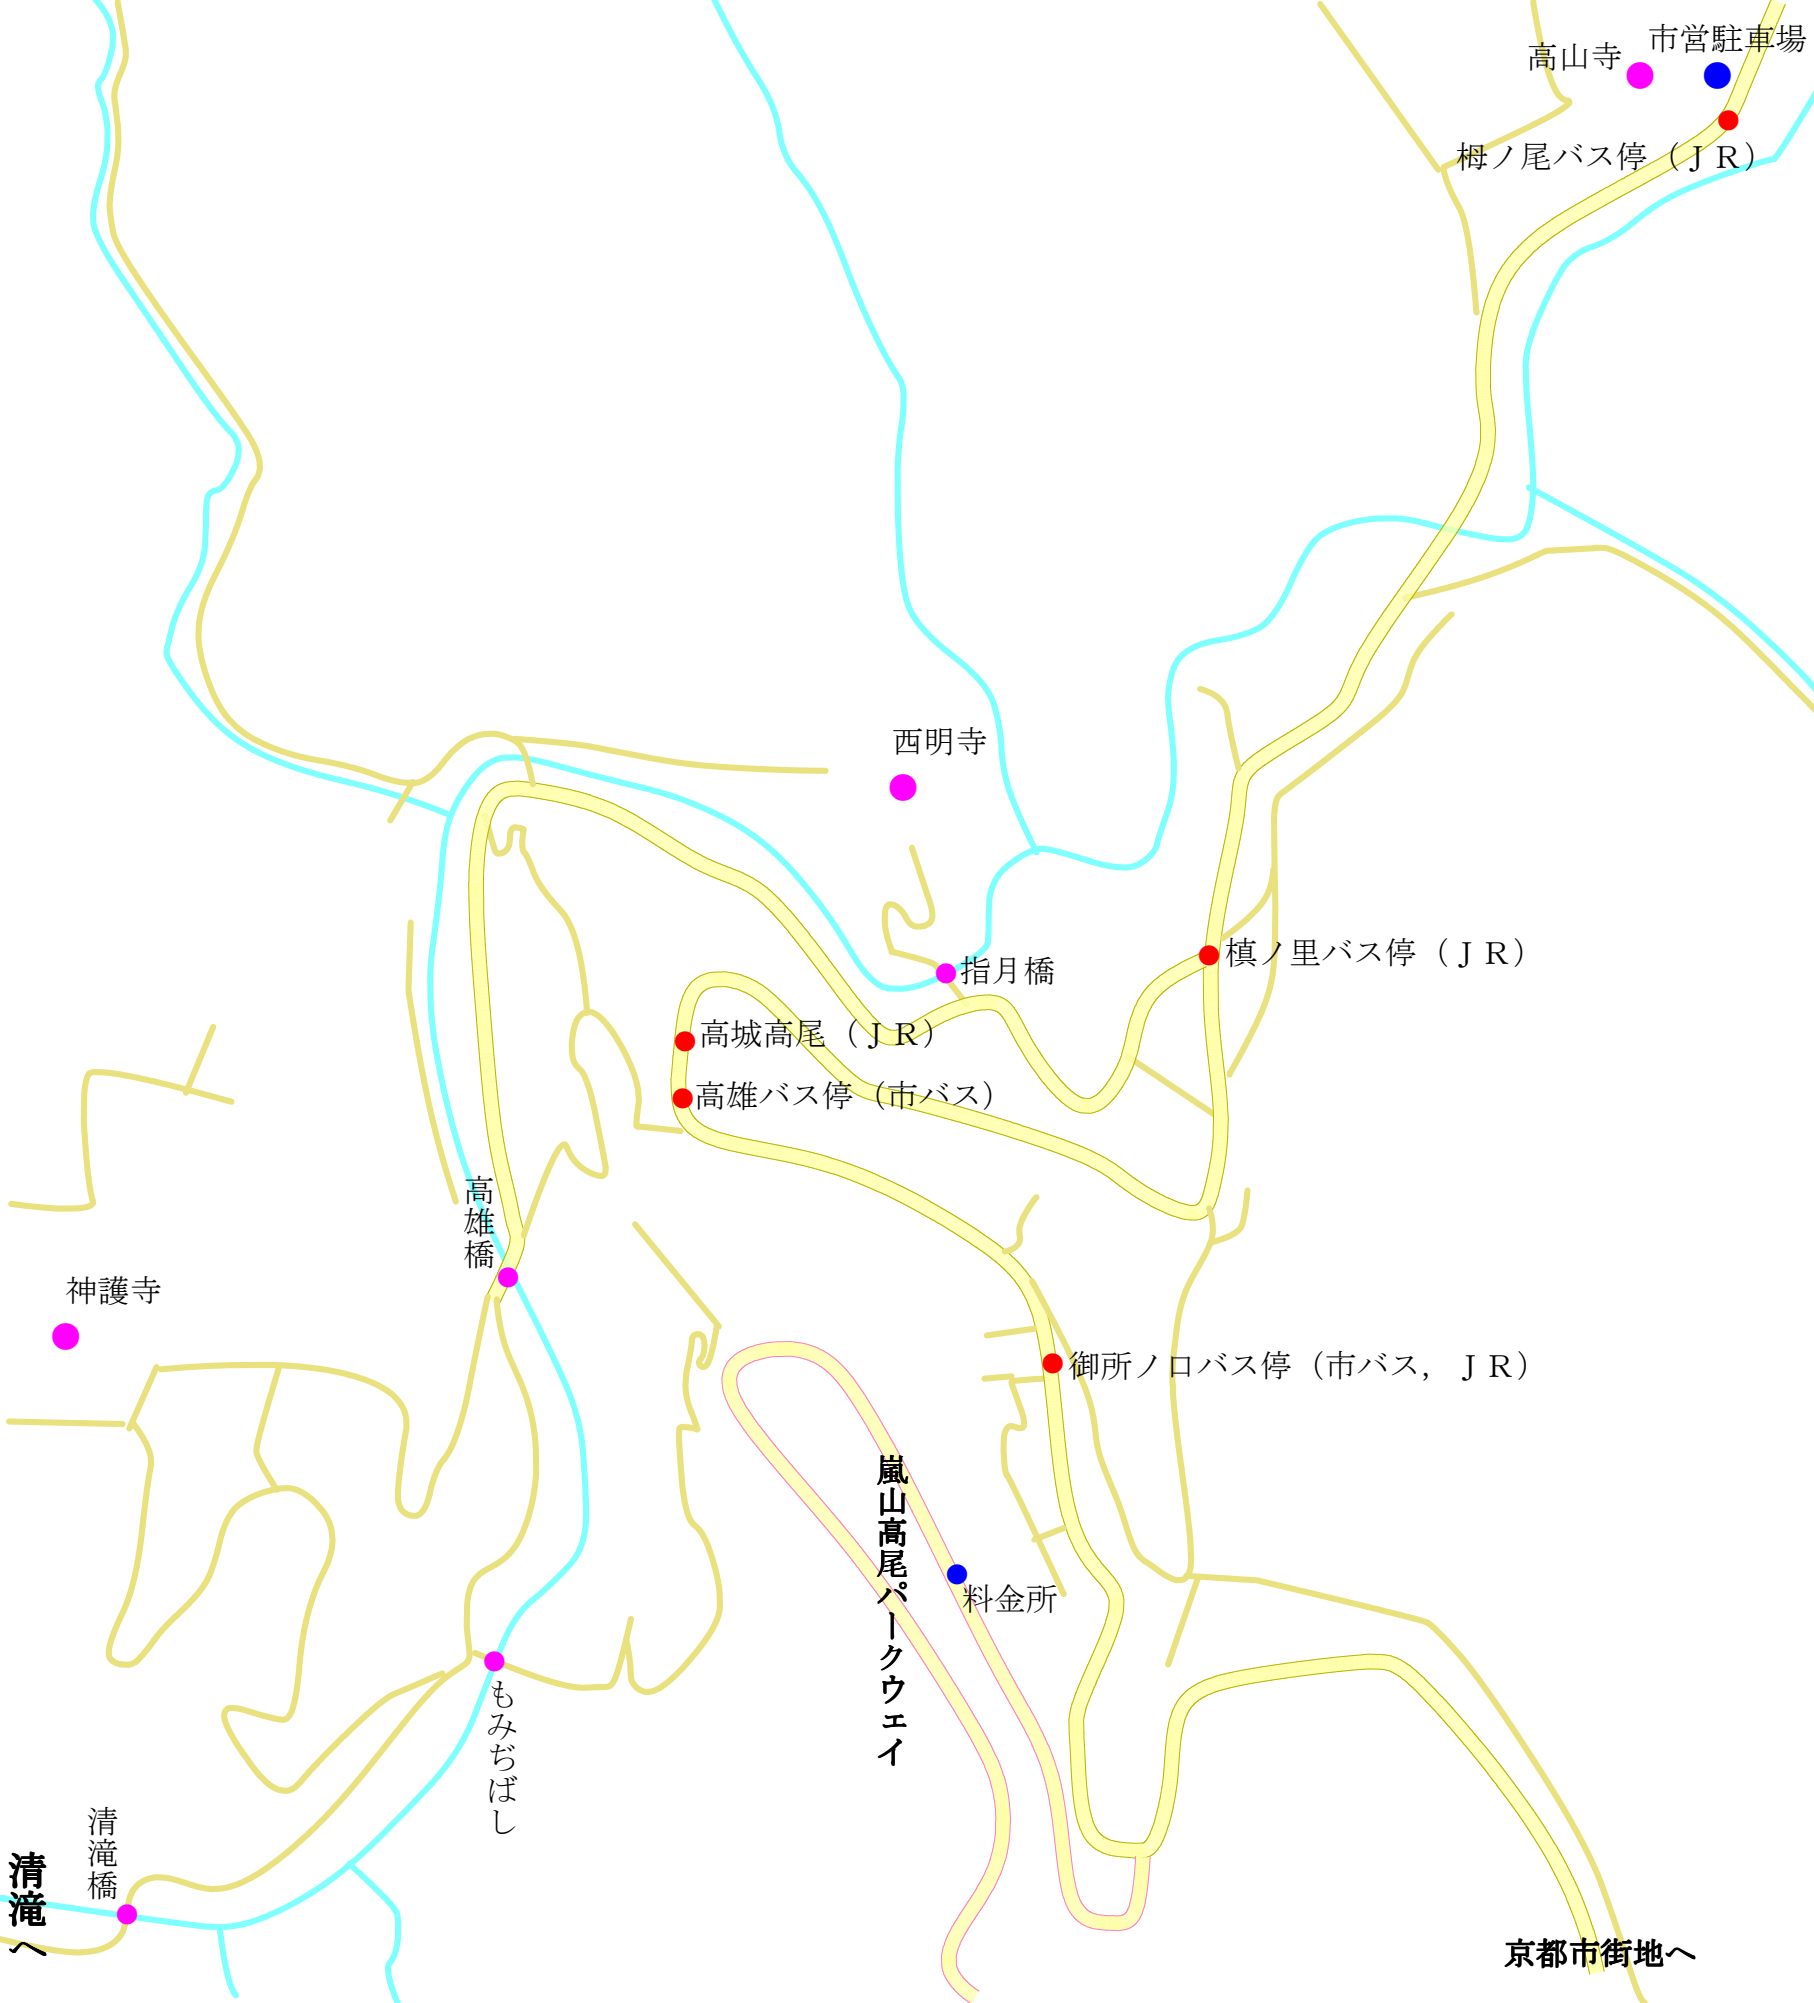 市営駐車場
高山寺
栂ノ尾バス停（ＪＲ）
西明寺
槙ノ里バス停（ＪＲ）
指月橋
高城高尾（ＪＲ）
高雄バス停（市バス）
高雄橋
神護寺
御所ノ口バス停（市バス，ＪＲ）
嵐山高尾パークウェイ
料金所
もみぢばし
清滝橋
清滝へ
京都市街地へ